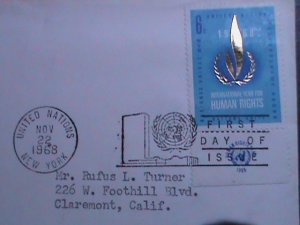 6¢
INTERNATIONAL YEAR FOR
HUMAN RIGHTS
UNITED NATIONS
NOV
22
1968
NEW YORK
FIRST
DAY OF
ISSUE
Mr. Rufus L. Turner
226 W. Foothill Blvd.
Claremont, Calif.